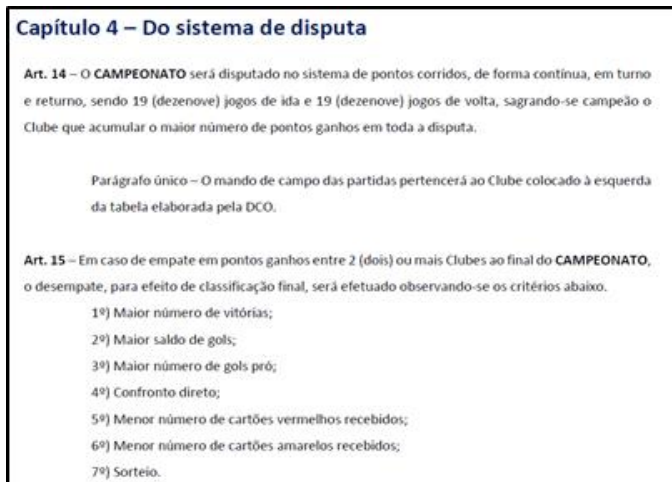 Capítulo 4 – Do sistema de disputa
Art. 14 – O CAMPEONATO será disputado no sistema de pontos corridos, de forma contínua, em turno
e returno, sendo 19 (dezenove) jogos de ida e 19 (dezenove) jogos de volta, sagrando-se campeão o
Clube que acumular o maior número de pontos ganhos em toda a disputa.
Parágrafo único – O mando de campo das partidas pertencerá ao Clube colocado à esquerda
da tabela elaborada pela DCO.
Art. 15 – Em caso de empate em pontos ganhos entre 2 (dois) ou mais Clubes ao final do CAMPEONATO,
o desempate, para efeito de classificação final, será efetuado observando-se os critérios abaixo.
1º) Maior número de vitórias;
2º) Maior saldo de gols;
3º) Maior número de gols pró;
4º) Confronto direto;
5º) Menor número de cartões vermelhos recebidos;
6º) Menor número de cartões amarelos recebidos;
7º) Sorteio.